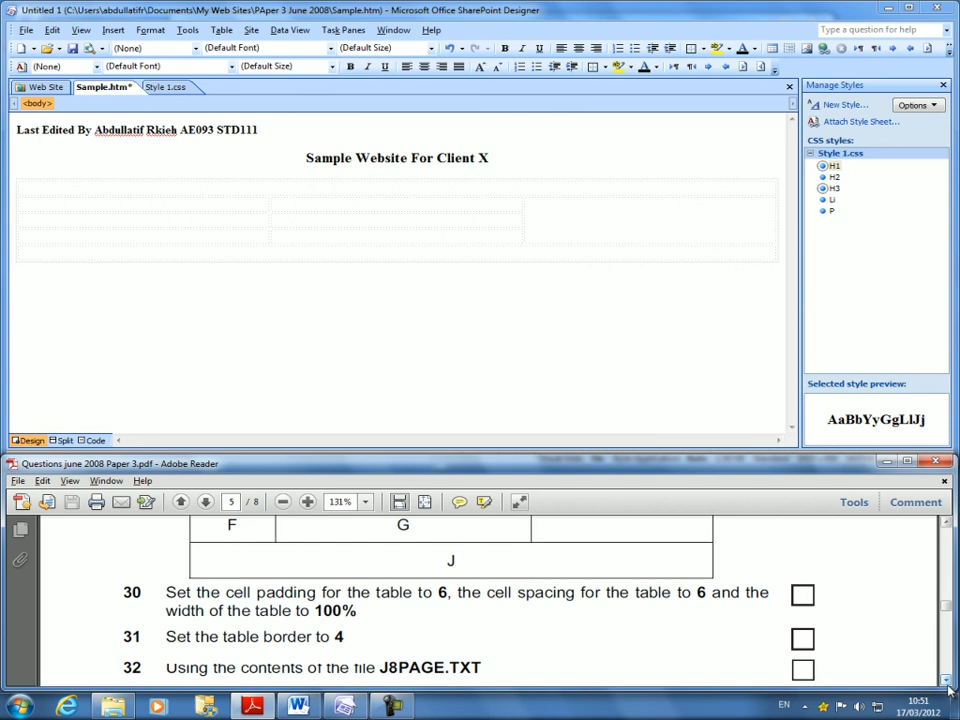 Untitled 1 (C:\Users\abdullatifr\Documents\My Web Sites\PAper 3 June 2008\Sample.htm) - Microsoft Office SharePoint Designer
File Edit View Insert Format Tools Table Site Data View Task Panes Window Help
Type a question for help
(None) (Default Font) (Default Size) B I U A
(None) (Default Font) (Default Size) B I U A A A
Web Site Sample.htm* Style 1.css
<body>
Last Edited By Abdullatif Rkieh AE093 STD111
Sample Website For Client X
Design Split Code
Manage Styles
New Style... Options
Attach Style Sheet...
CSS styles:
Style 1.css
H1
H2
H3
Li
P
Selected style preview:
AaBbYyGgLlJj
Questions june 2008 Paper 3.pdf - Adobe Reader
File Edit View Window Help
5 / 8 131% Tools Comment
F G
J
30 Set the cell padding for the table to 6, the cell spacing for the table to 6 and the
width of the table to 100%
31 Set the table border to 4
32 Using the contents of the file J8PAGE.TXT
EN 10:51
17/03/2012